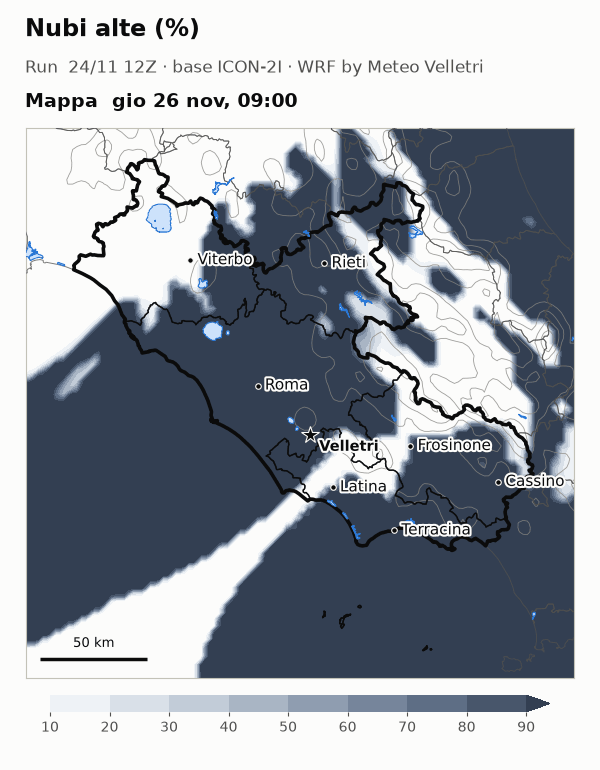 Nubi alte (%)
Run  24/11 12Z · base ICON-2I · WRF by Meteo Velletri
Mappa  gio 26 nov, 09:00
Viterbo
Rieti
Roma
Velletri
Frosinone
Cassino
Latina
Terracina
50 km
10 20 30 40 50 60 70 80 90